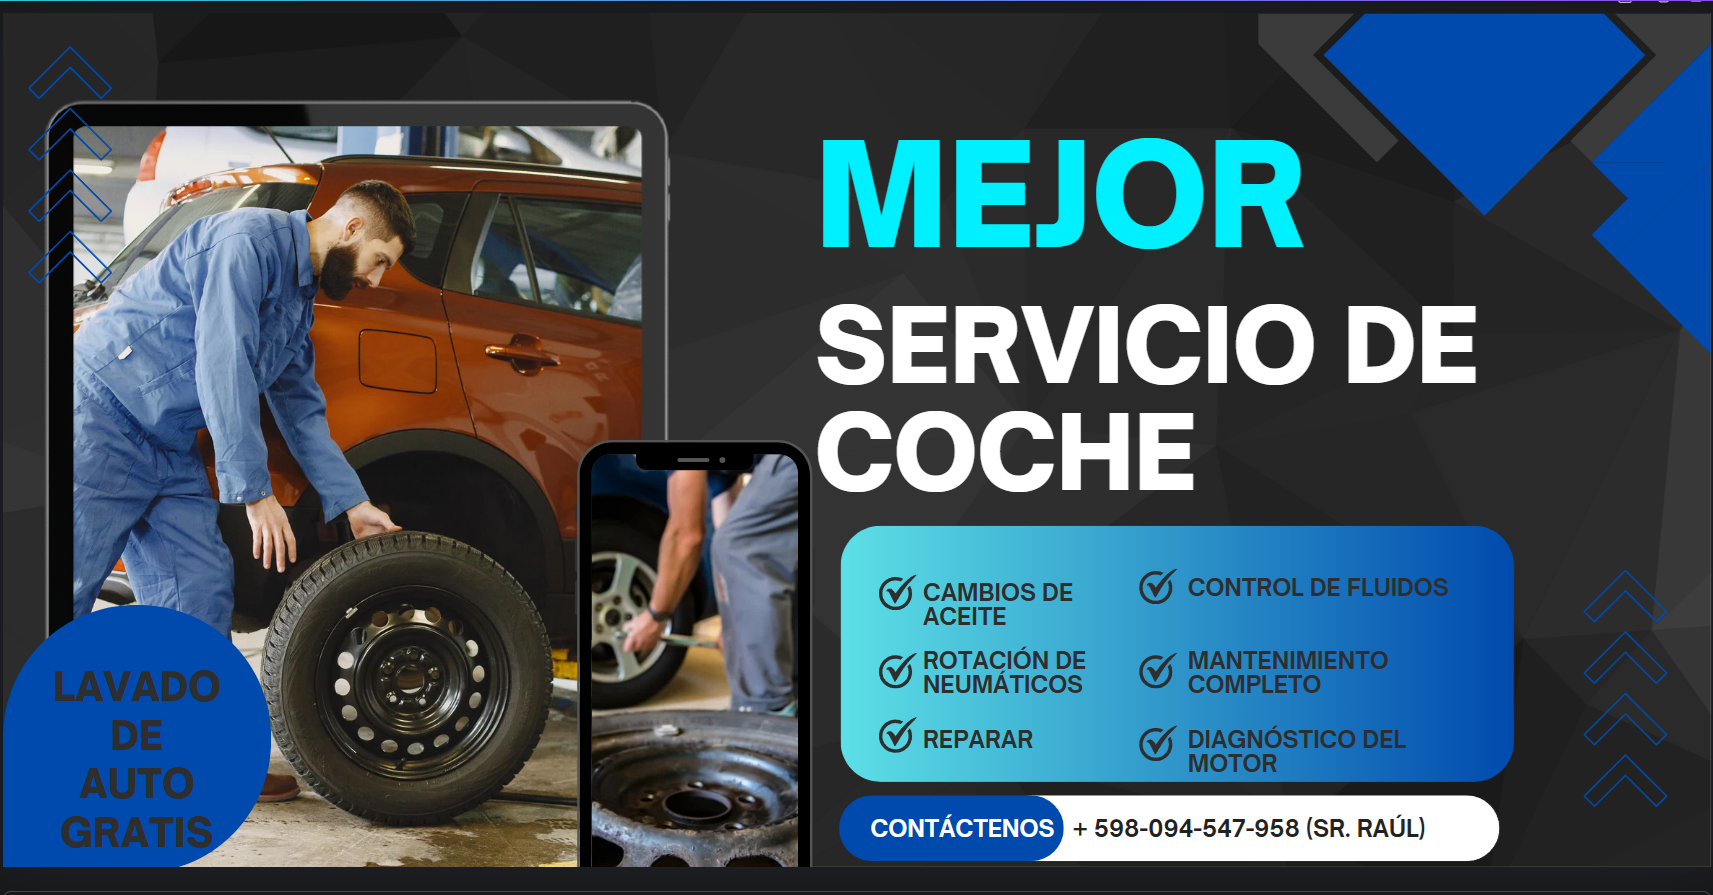 MEJOR
SERVICIO DE
COCHE
CAMBIOS DE
ACEITE
CONTROL DE FLUIDOS
ROTACIÓN DE
NEUMÁTICOS
MANTENIMIENTO
COMPLETO
REPARAR
DIAGNÓSTICO DEL
MOTOR
LAVADO
DE
AUTO
GRATIS
CONTÁCTENOS + 598-094-547-958 (SR. RAÚL)